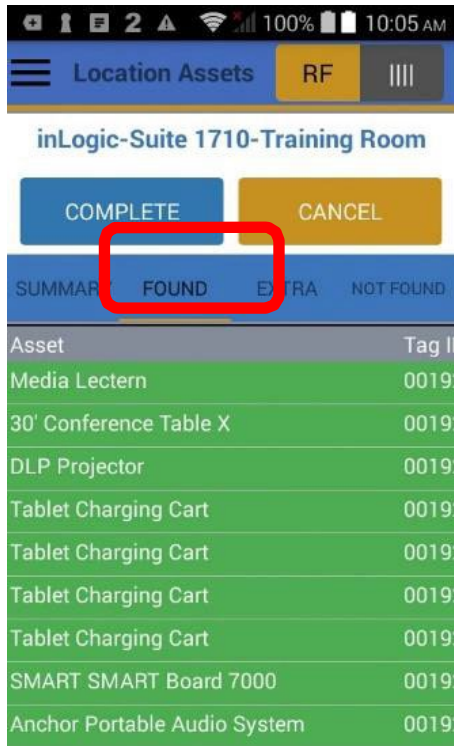 2 100% 10:05 AM
Location Assets RF
inLogic-Suite 1710-Training Room
COMPLETE CANCEL
SUMMARY FOUND EXTRA NOT FOUND
Asset Tag I
Media Lectern 0019
30' Conference Table X 0019
DLP Projector 0019
Tablet Charging Cart 0019
Tablet Charging Cart 0019
Tablet Charging Cart 0019
Tablet Charging Cart 0019
SMART SMART Board 7000 0019
Anchor Portable Audio System 0019